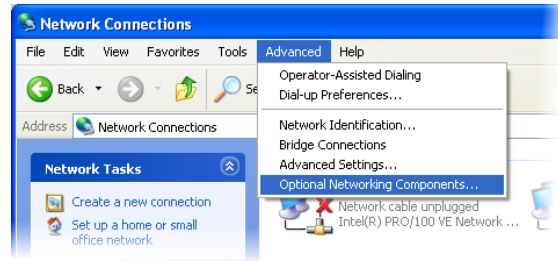 Network Connections
File Edit View Favorites Tools Advanced Help
Back
Address Network Connections
Operator-Assisted Dialing
Dial-up Preferences...
Network Identification...
Bridge Connections
Advanced Settings...
Optional Networking Components...
Network Tasks
Create a new connection
Set up a home or small
office network
Network cable unplugged
Intel(R) PRO/100 VE Network ...